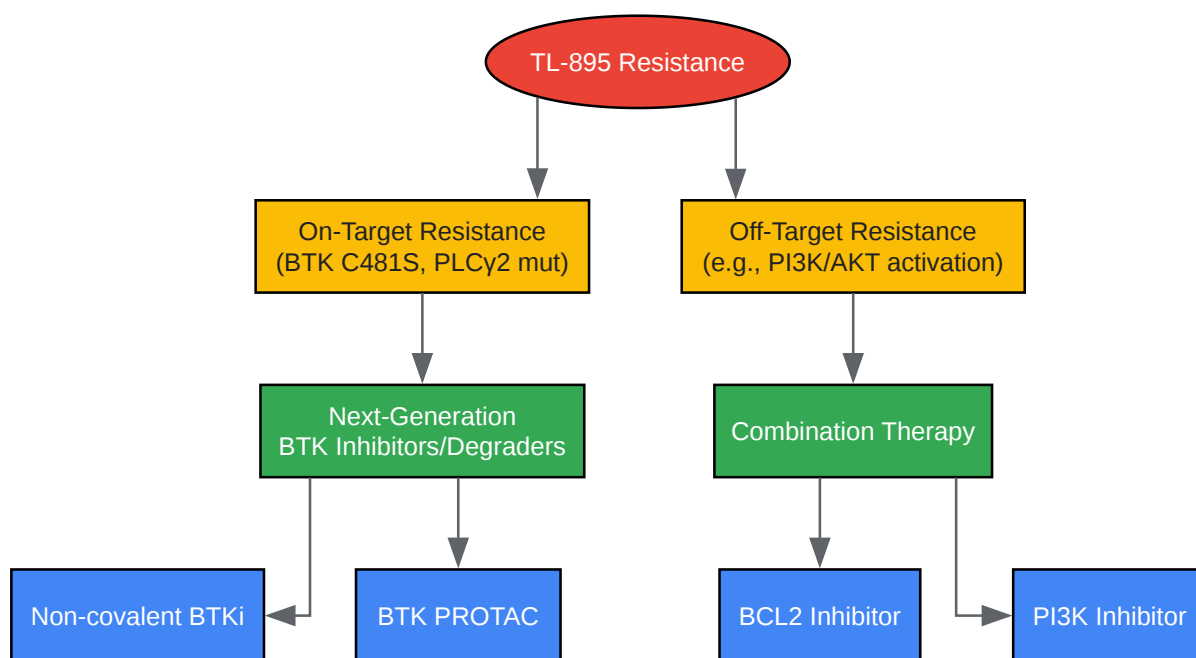 TL-895 Resistance
On-Target Resistance
(BTK C481S, PLCγ2 mut)
Off-Target Resistance
(e.g., PI3K/AKT activation)
Next-Generation
BTK Inhibitors/Degraders
Combination Therapy
Non-covalent BTKi
BTK PROTAC
BCL2 Inhibitor
PI3K Inhibitor